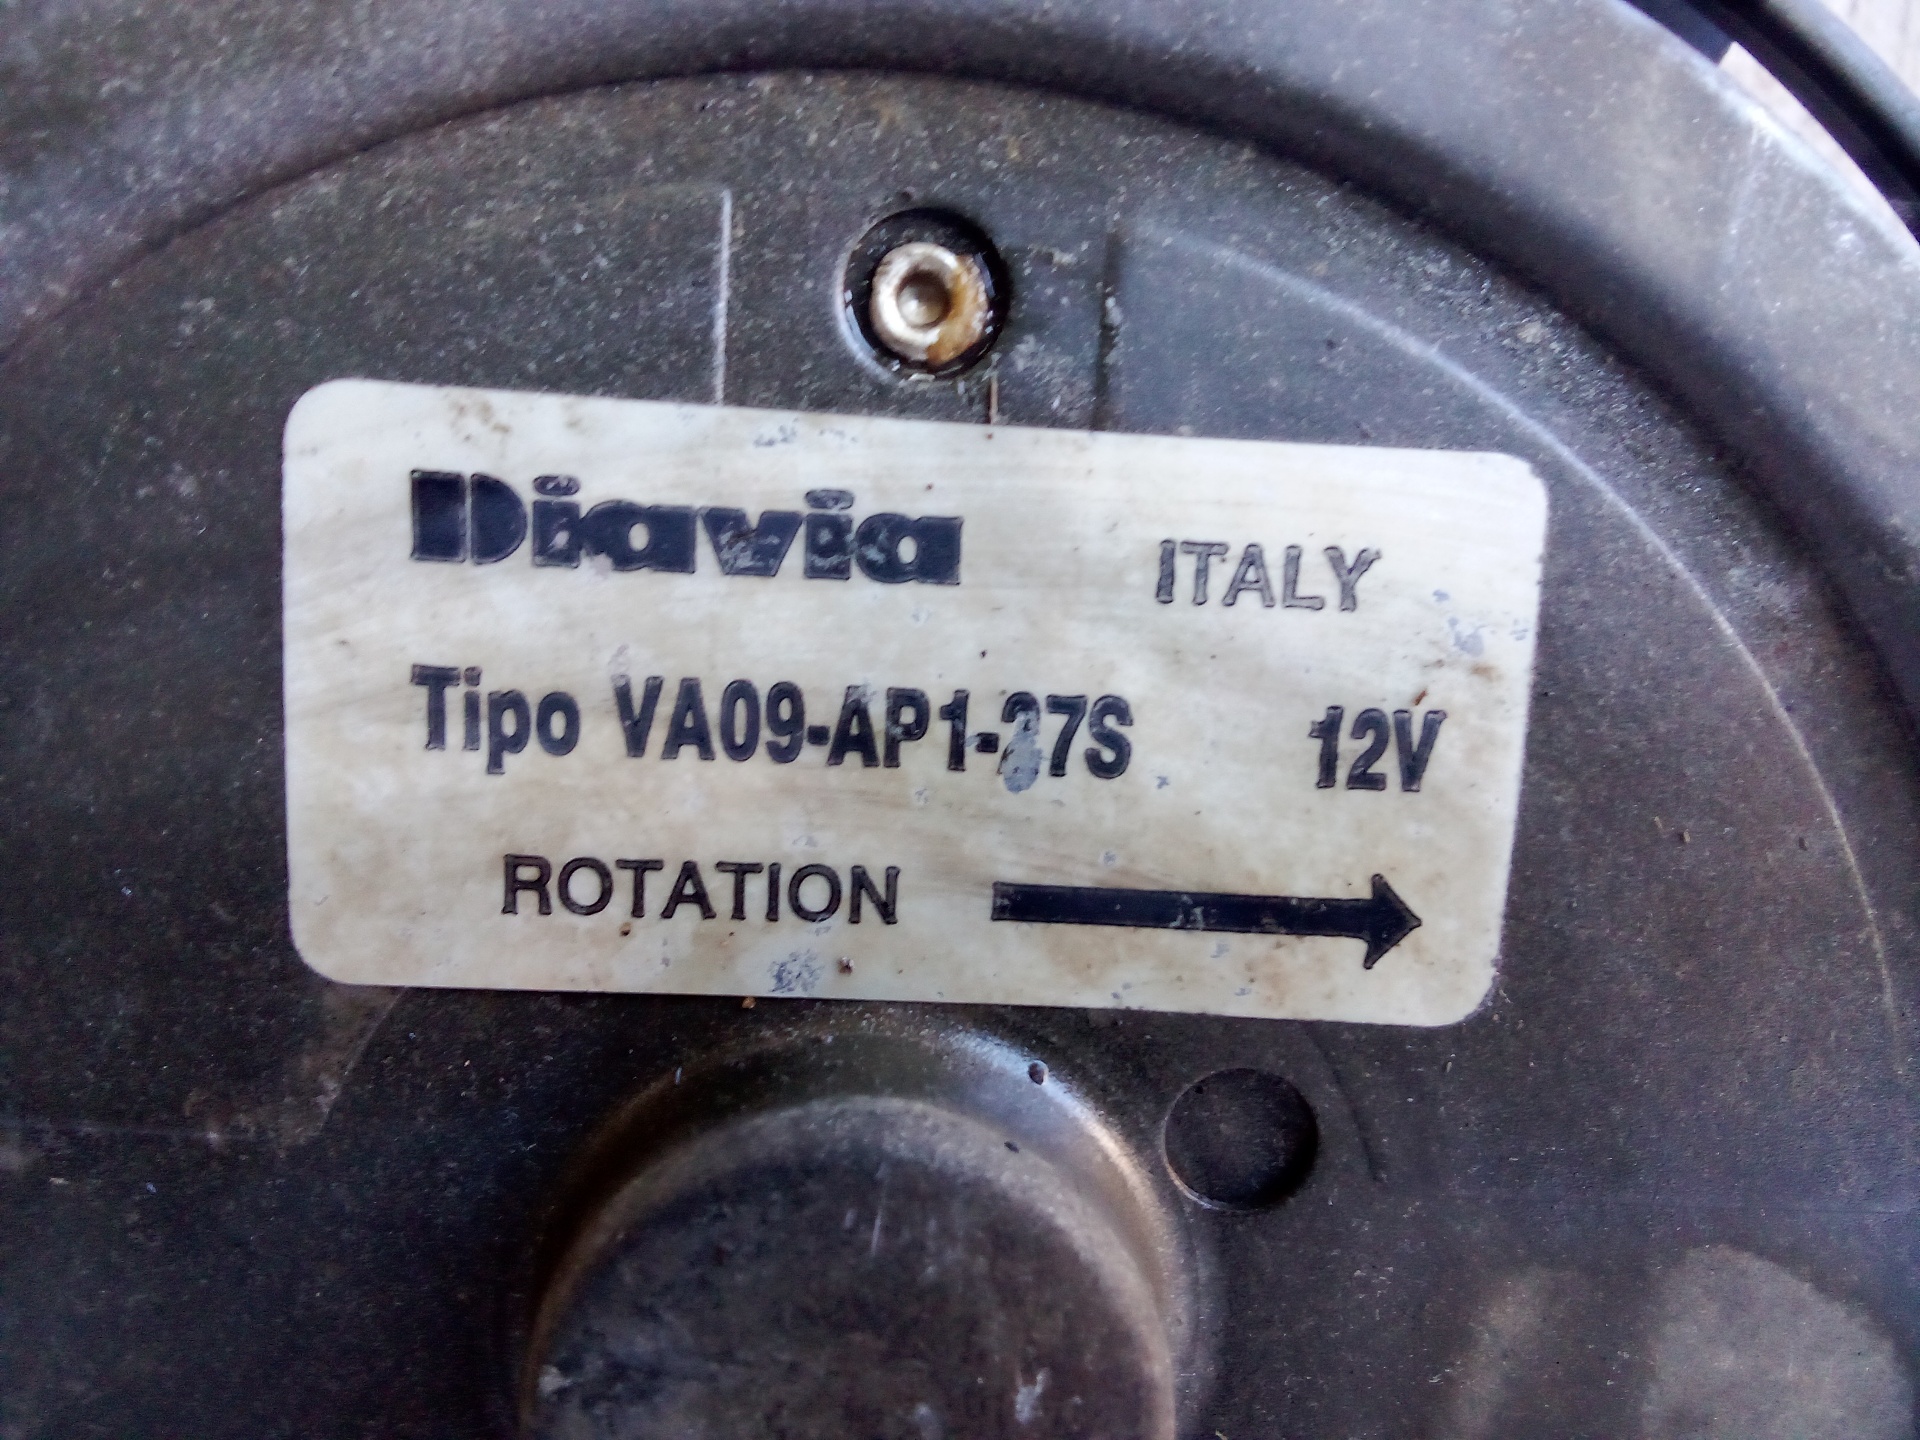 Diavia ITALY
Tipo 12V
ROTATION